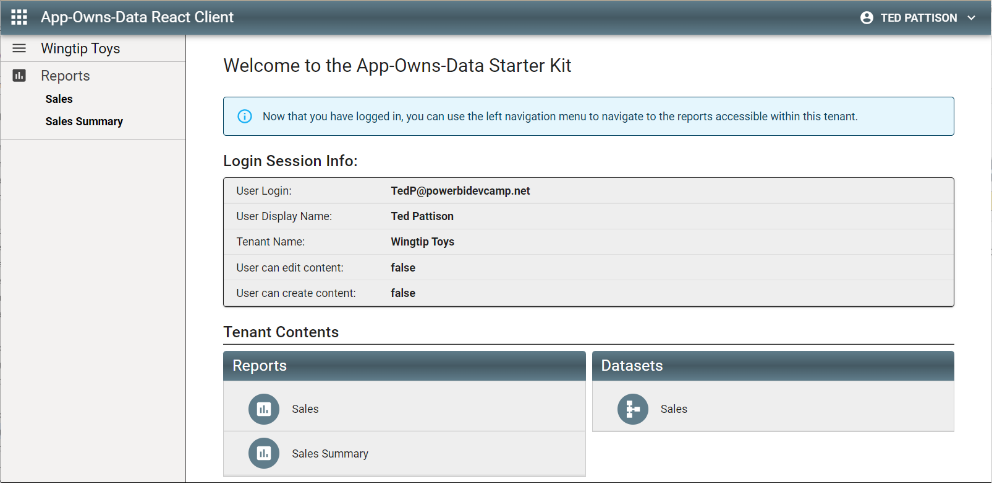 App-Owns-Data React Client
TED PATTISON
Wingtip Toys
Reports
Sales
Sales Summary
Welcome to the App-Owns-Data Starter Kit
Now that you have logged in, you can use the left navigation menu to navigate to the reports accessible within this tenant.
Login Session Info:
User Login: TedP@powerbidevcamp.net
User Display Name: Ted Pattison
Tenant Name: Wingtip Toys
User can edit content: false
User can create content: false
Tenant Contents
Reports
Sales
Sales Summary
Datasets
Sales